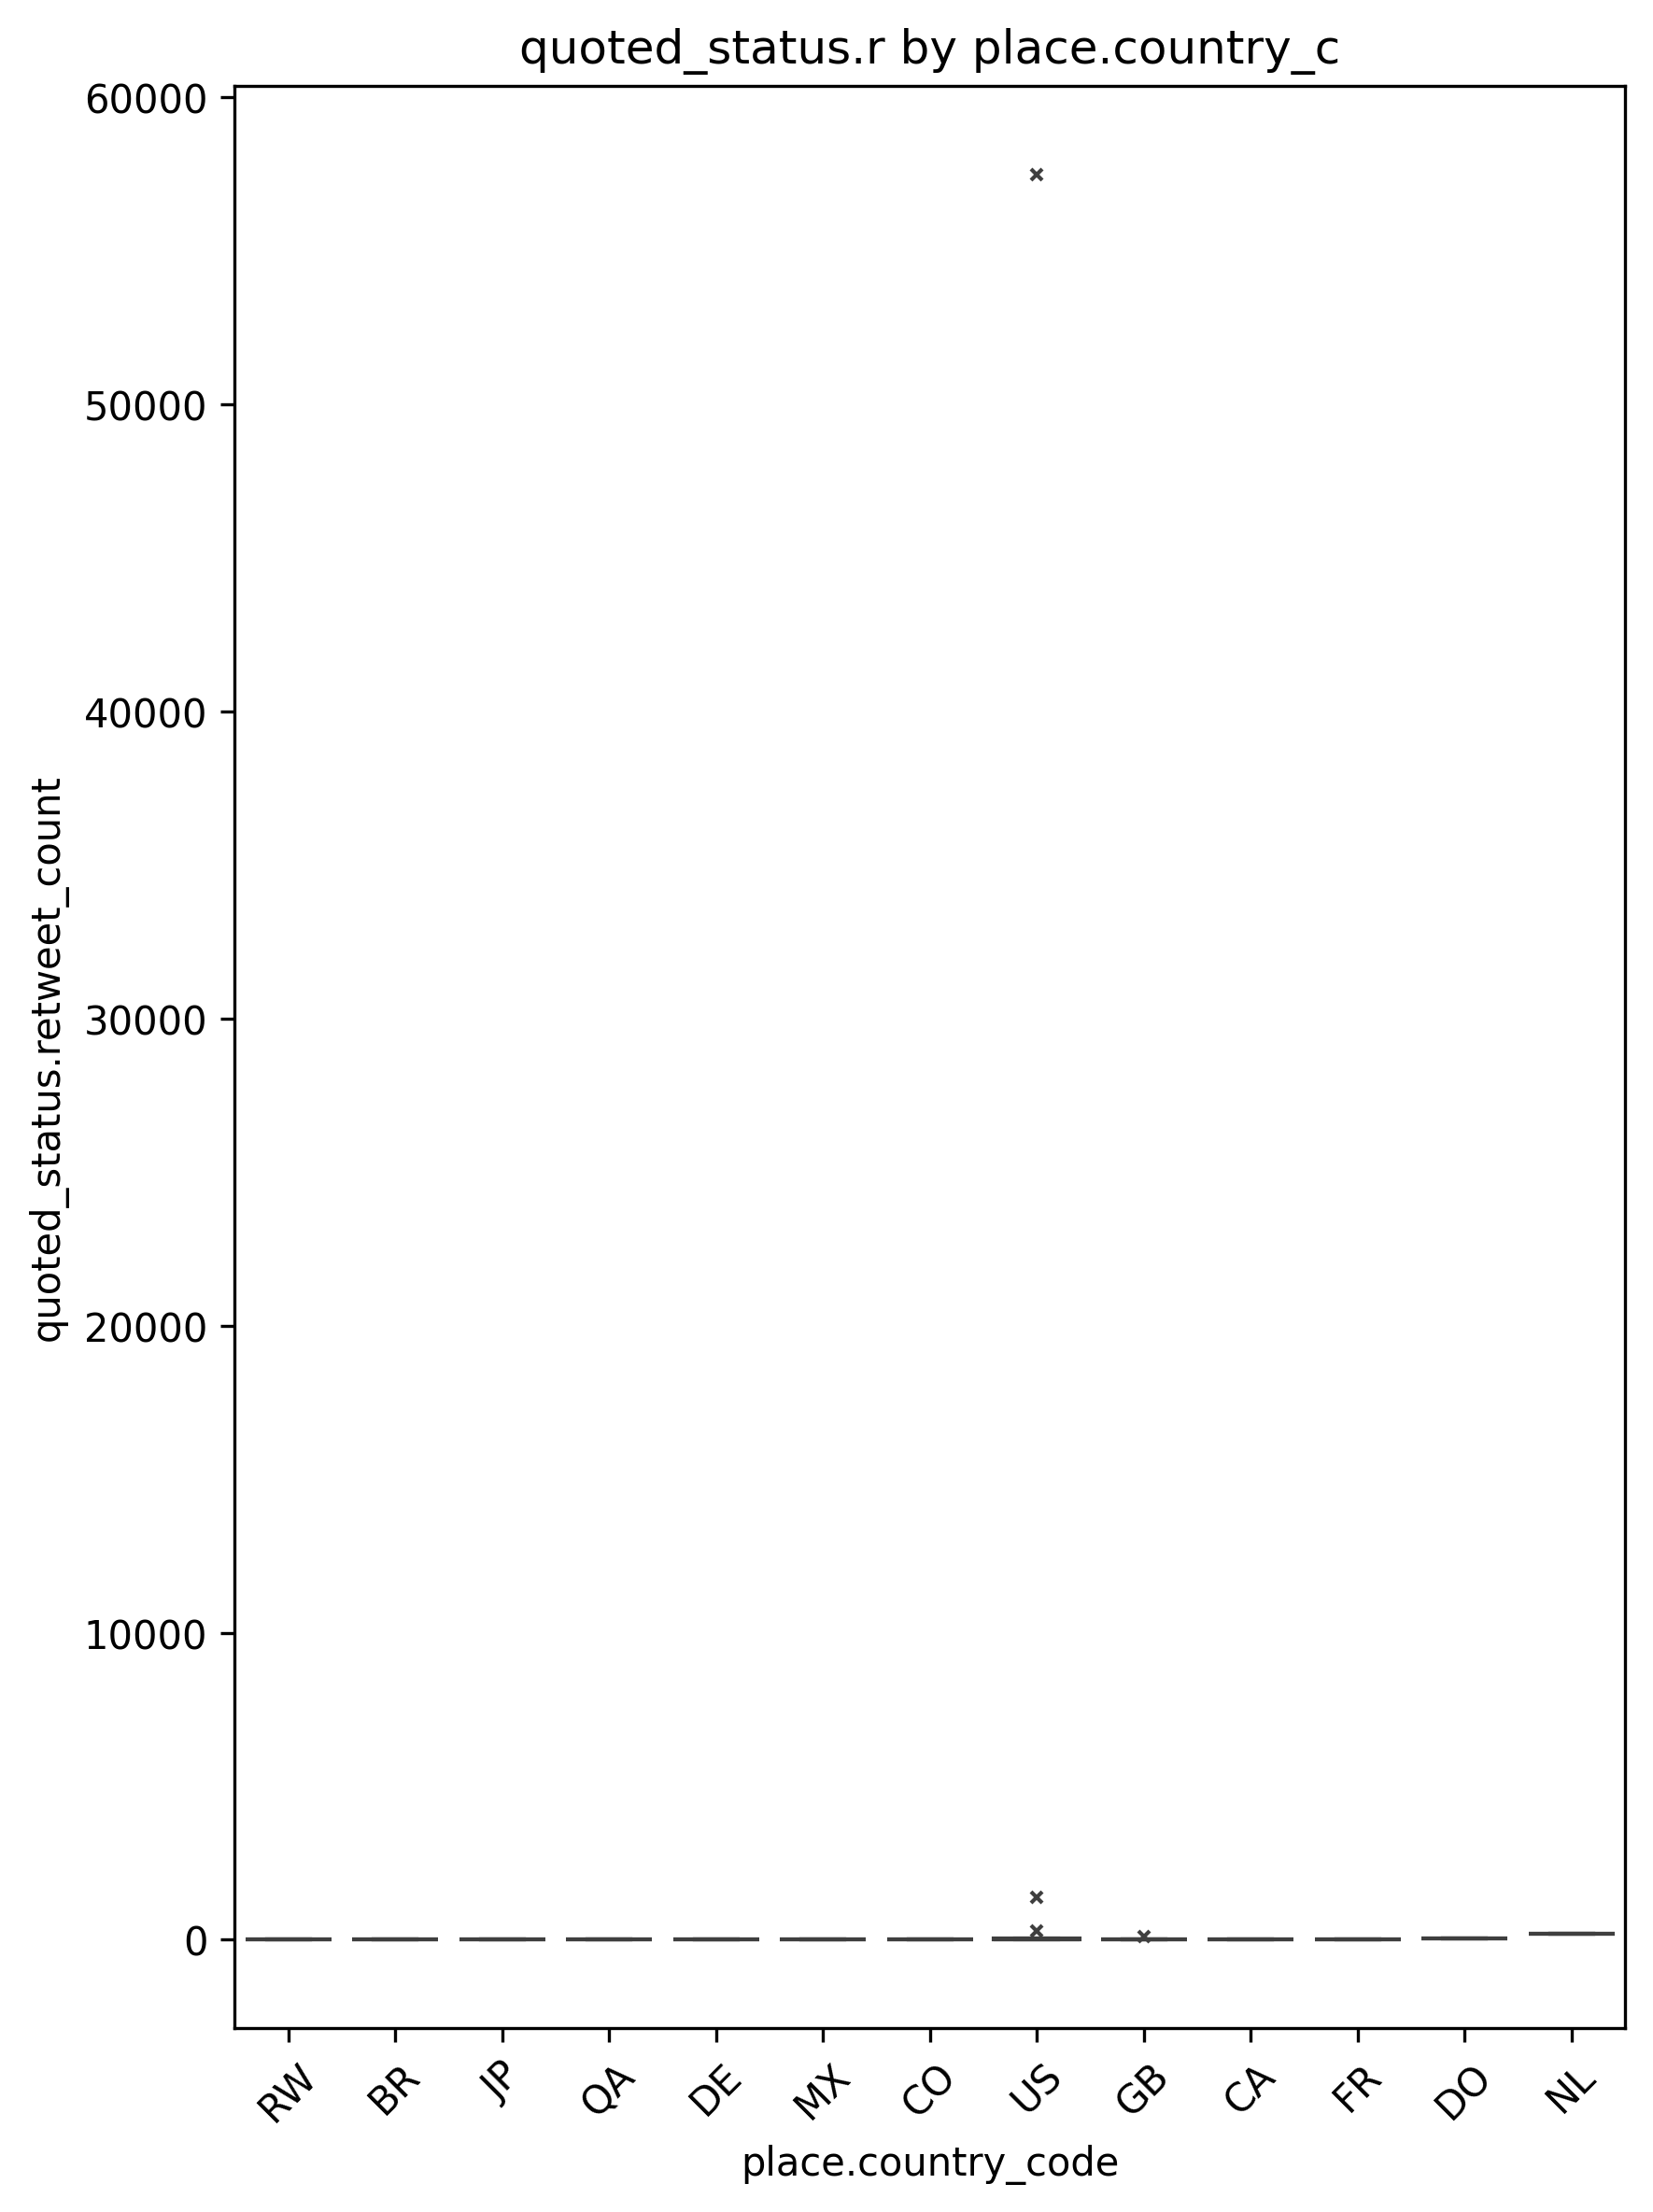 quoted_status.r by place.country_c
60000
50000
40000
30000
20000
10000
0
quoted_status.retweet_count
RW BR JP QA DE MX CO US GB CA FR DO NL
place.country_code